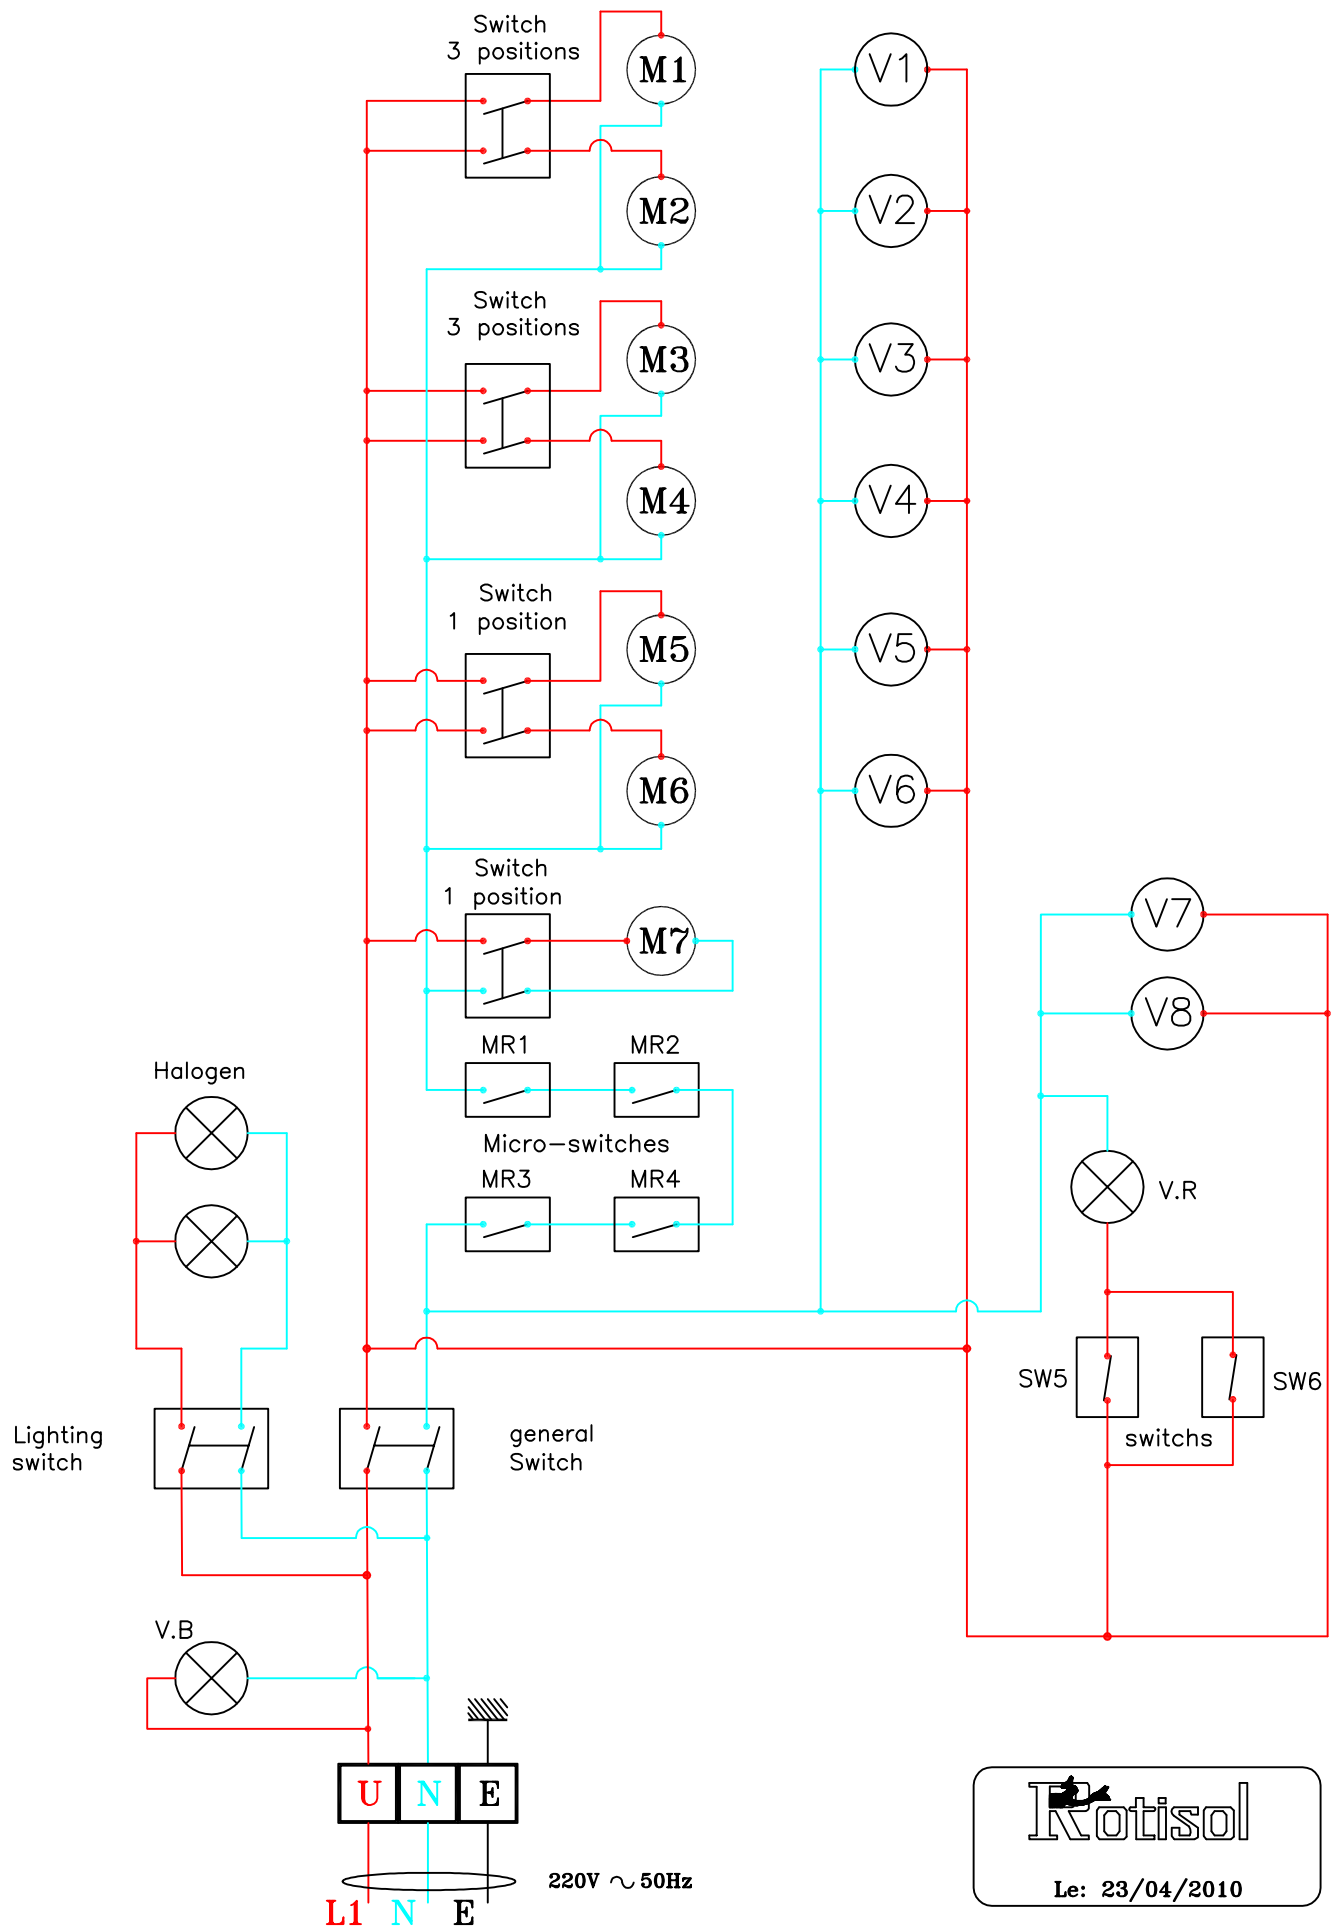 Switch
3 positions
M1
V1
M2
V2
Switch
3 positions
M3
V3
M4
V4
Switch
1 position
M5
V5
M6
V6
Switch
1 position
M7
V7
V8
MR1
MR2
Halogen
Micro-switches
MR3
MR4
V.R
SW5
SW6
switchs
Lighting
switch
general
Switch
V.B
U N E
220V ~ 50Hz
L1 N E
Rotisol
Le: 23/04/2010